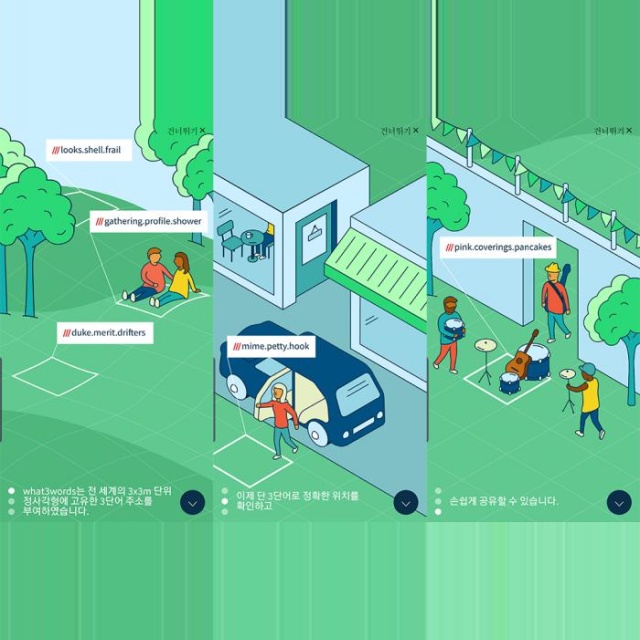 건너뛰기 ✕
///looks.shell.frail
///gathering.profile.shower
///duke.merit.drifters
what3words는 전 세계의 3x3m 단위
정사각형에 고유한 3단어 주소를
부여하였습니다.
건너뛰기 ✕
///mime.petty.hook
이제 단 3단어로 정확한 위치를
확인하고
건너뛰기 ✕
///pink.coverings.pancakes
손쉽게 공유할 수 있습니다.